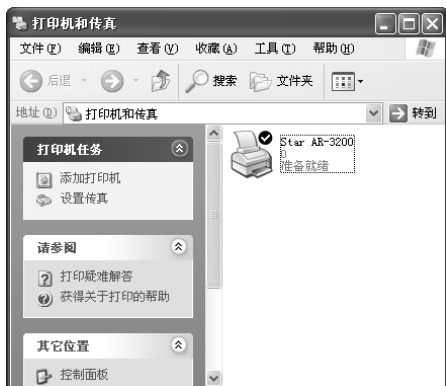 打印机和传真
文件(F) 编辑(E) 查看(V) 收藏(A) 工具(T) 帮助(H)
后退 搜索 文件夹
地址(D) 打印机和传真 转到
打印机任务
添加打印机
设置传真
请参阅
打印疑难解答
获得关于打印的帮助
其它位置
控制面板
Star AR-3200
0
准备就绪